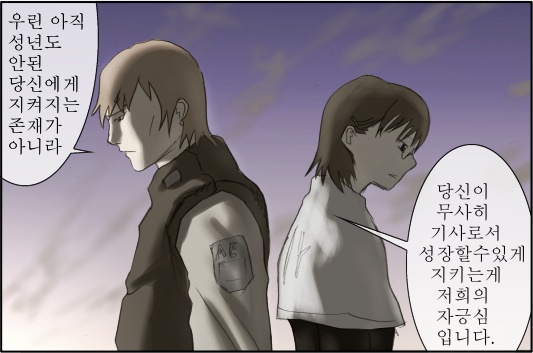 우린 아직
성년도
안된
당신에게
지켜지는
존재가
아니라
당신이
무사히
기사로서
성장할수있게
지키는게
저희의
자긍심
입니다.